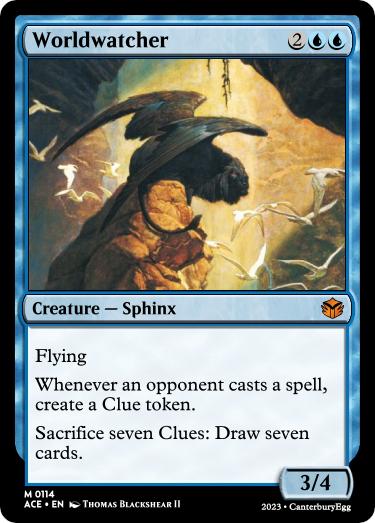 Worldwatcher 2
Creature — Sphinx
Flying
Whenever an opponent casts a spell,
create a Clue token.
Sacrifice seven Clues: Draw seven
cards.
3/4
M 0114
ACE • EN Thomas Blackshear II
2023 • CanterburyEgg